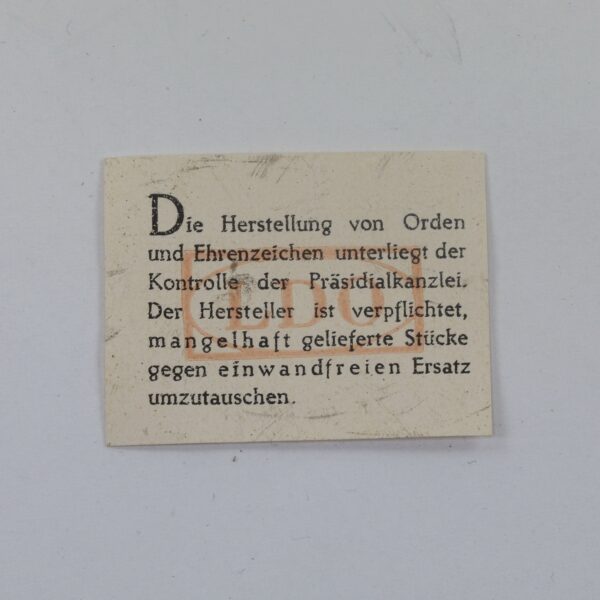 Die Herstellung von Orden
und Ehrenzeichen unterliegt der
Kontrolle der Präsidialkanzlei.
Der Hersteller ist verpflichtet,
mangelhaft gelieferte Stücke
gegen einwandfreien Ersatz
umzutauschen.
LDO